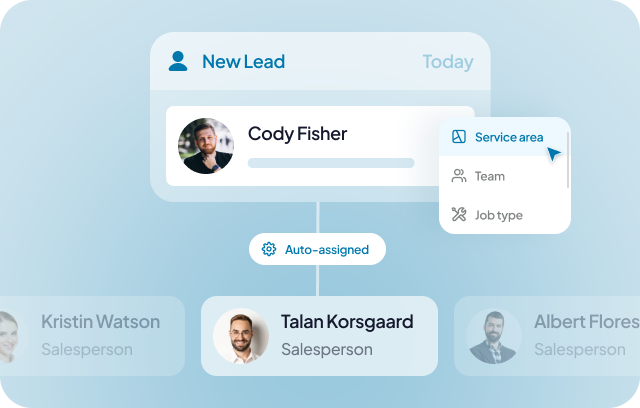 New Lead
Today
Cody Fisher
Service area
Team
Job type
Auto-assigned
Kristin Watson
Salesperson
Talan Korsgaard
Salesperson
Albert Flores
Salesperson